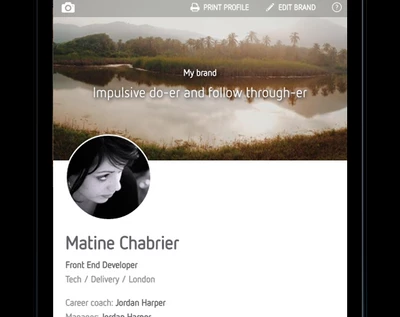 PRINT PROFILE EDIT BRAND ?
My brand
Impulsive do-er and follow through-er
Matine Chabrier
Front End Developer
Tech / Delivery / London
Career coach: Jordan Harper
Manager: Jordan Harper